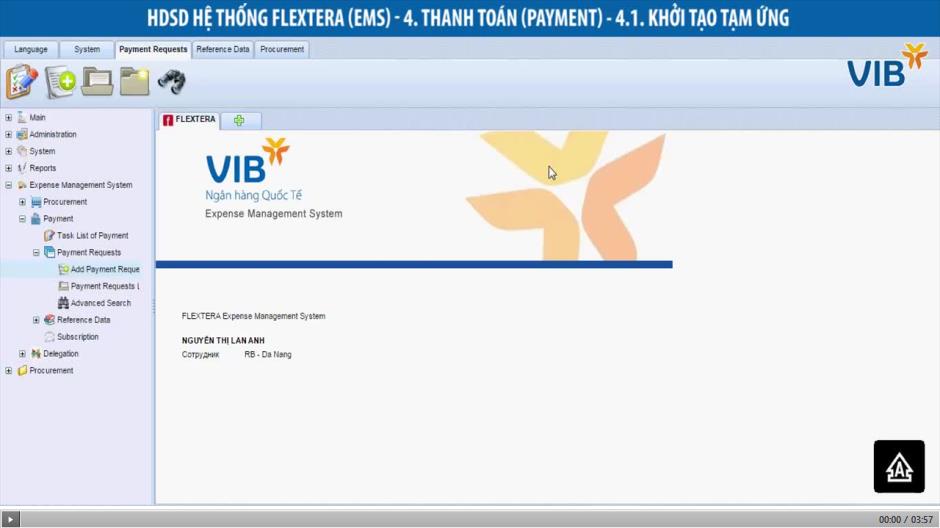 HDSD HỆ THỐNG FLEXTERA (EMS) - 4. THANH TOÁN (PAYMENT) - 4.1. KHỞI TẠO TẠM ỨNG
Language System Payment Requests Reference Data Procurement
VIB
Main
Administration
System
Reports
Expense Management System
Procurement
Payment
Task List of Payment
Payment Requests
Add Payment Reque
Payment Requests L
Advanced Search
Reference Data
Subscription
Delegation
Procurement
FLEXTERA
VIB
Ngân hàng Quốc Tế
Expense Management System
FLEXTERA Expense Management System
NGUYỄN THỊ LAN ANH
Сотрудник RB - Da Nang
00:00 / 03:57